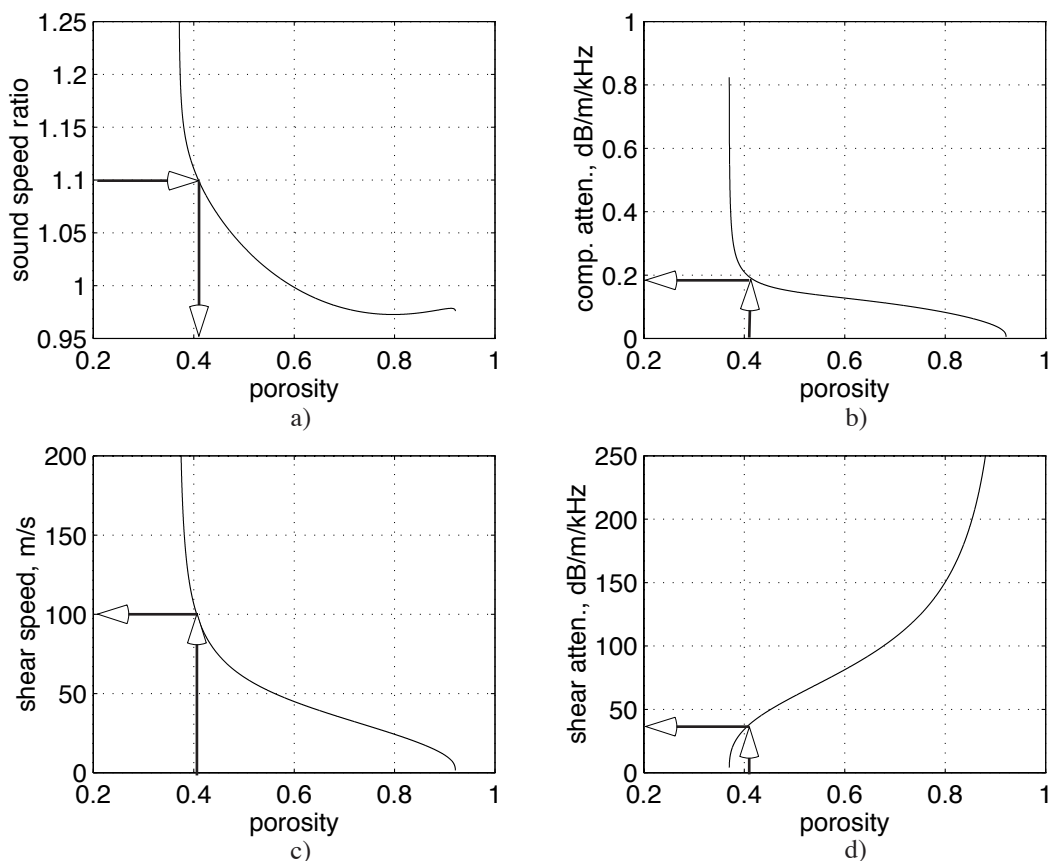 1.25
1.2
1.15
1.1
1.05
1
0.95
sound speed ratio
0.2 0.4 0.6 0.8 1
porosity
a)
1
0.8
0.6
0.4
0.2
0
comp. atten., dB/m/kHz
0.2 0.4 0.6 0.8 1
porosity
b)
200
150
100
50
0
shear speed, m/s
0.2 0.4 0.6 0.8 1
porosity
c)
250
200
150
100
50
0
shear atten., dB/m/kHz
0.2 0.4 0.6 0.8 1
porosity
d)